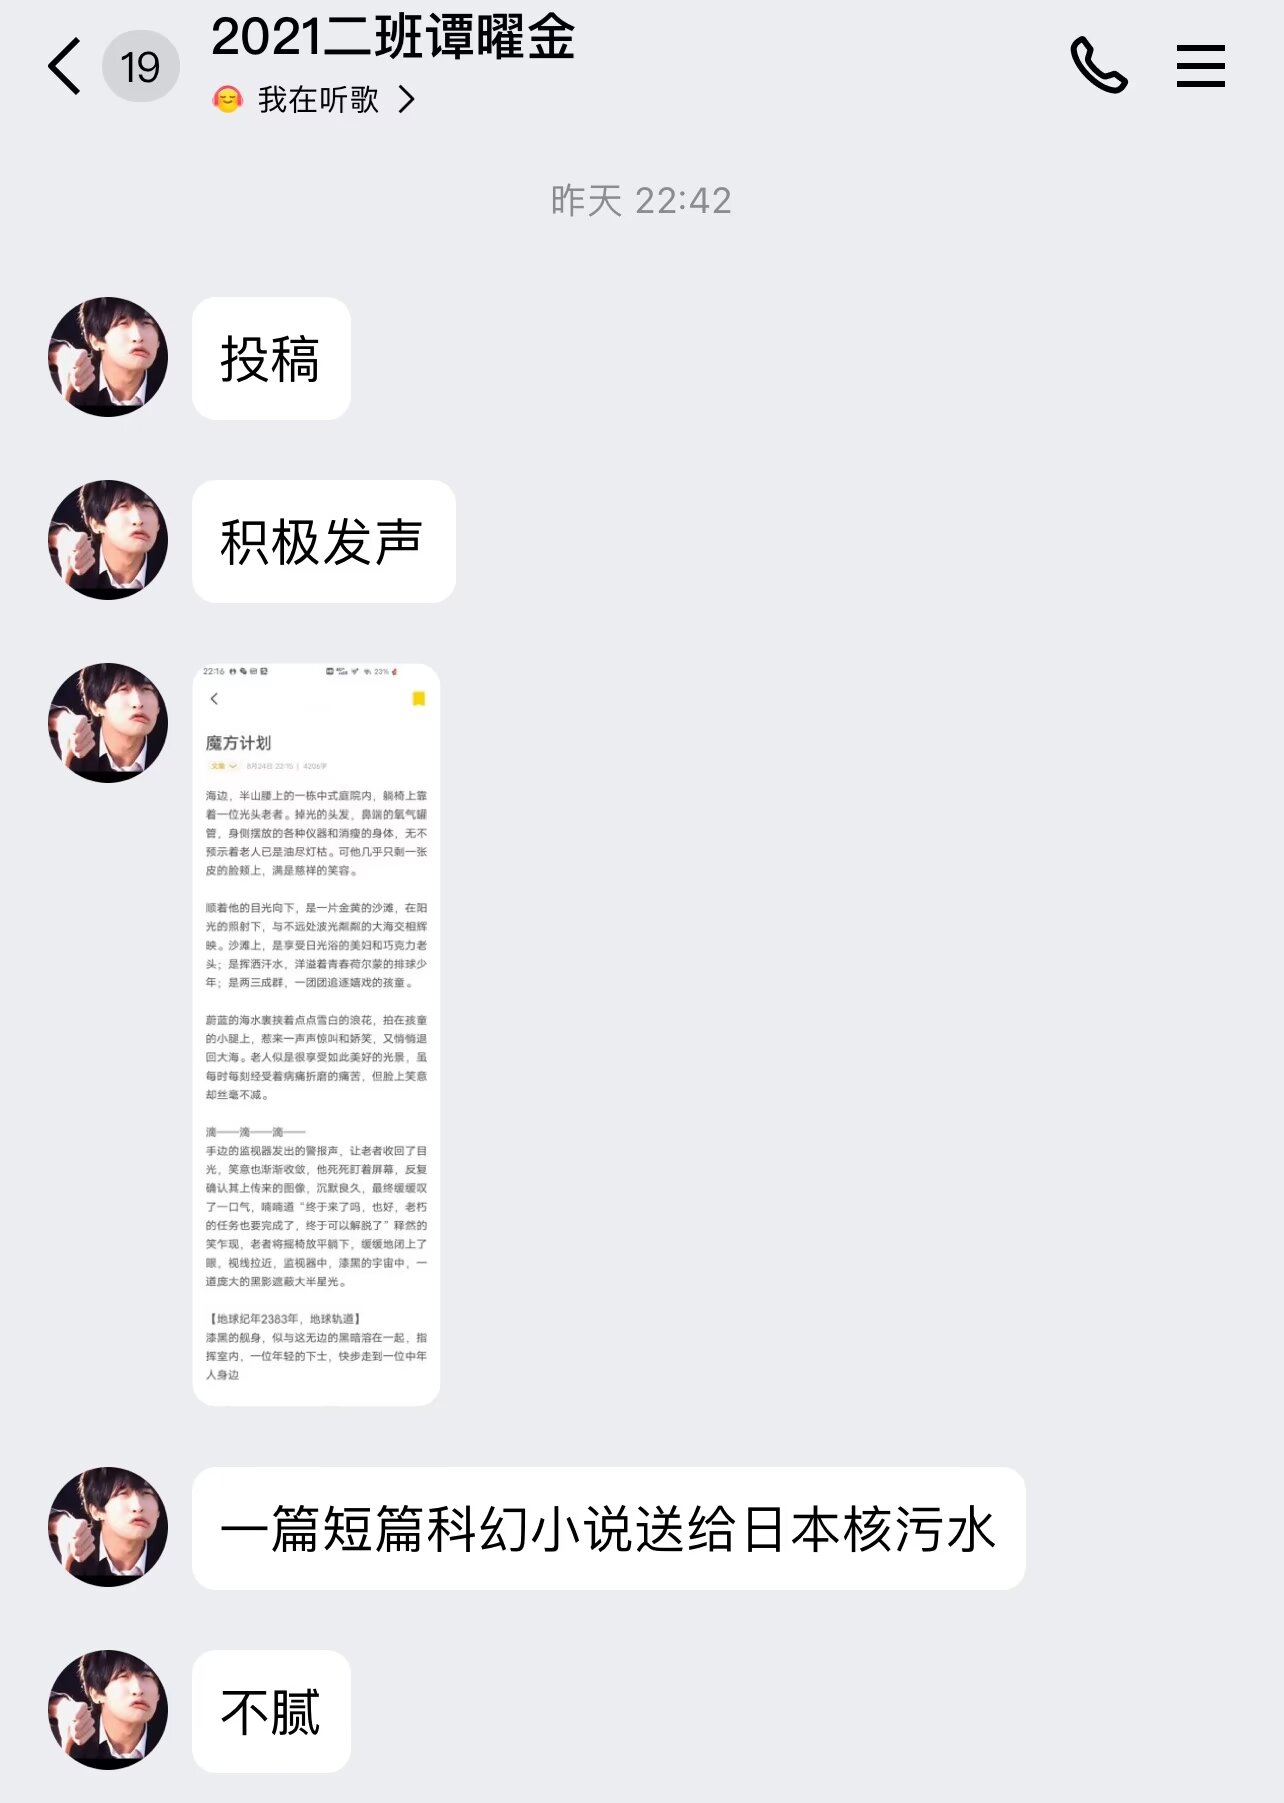 19
2021二班谭曜金
我在听歌
昨天 22:42
投稿
积极发声
22:16
23%
魔方计划
文集
8月24日 22:15 | 4206字
海边，半山腰上的一栋中式庭院内，躺椅上靠
着一位光头老者。掉光的头发，鼻端的氧气罐
管，身侧摆放的各种仪器和消瘦的身体，无不
预示着老人已是油尽灯枯。可他几乎只剩一张
皮的脸颊上，满是慈祥的笑容。
顺着他的目光向下，是一片金黄的沙滩，在阳
光的照射下，与不远处波光粼粼的大海交相辉
映。沙滩上，是享受日光浴的美妇和巧克力老
头；是挥洒汗水，洋溢着青春荷尔蒙的排球少
年；是两三成群，一团团追逐嬉戏的孩童。
蔚蓝的海水裹挟着点点雪白的浪花，拍在孩童
的小腿上，惹来一声声惊叫和娇笑，又悄悄退
回大海。老人似是很享受如此美好的光景，虽
每时每刻经受着病痛折磨的痛苦，但脸上笑意
却丝毫不减。
滴——滴——滴——
手边的监视器发出的警报声，让老者收回了目
光，笑意也渐渐收敛，他死死盯着屏幕，反复
确认其上传来的图像，沉默良久，最终缓缓叹
了一口气，喃喃道“终于来了吗，也好，老朽
的任务也要完成了，终于可以解脱了”释然的
笑乍现，老者将摇椅放平躺下，缓缓地闭上了
眼，视线拉近，监视器中，漆黑的宇宙中，一
道庞大的黑影遮蔽大半星光。
【地球纪年2383年，地球轨道】
漆黑的舰身，似与这无边的黑暗溶在一起，指
挥室内，一位年轻的下士，快步走到一位中年
人身边
一篇短篇科幻小说送给日本核污水
不腻